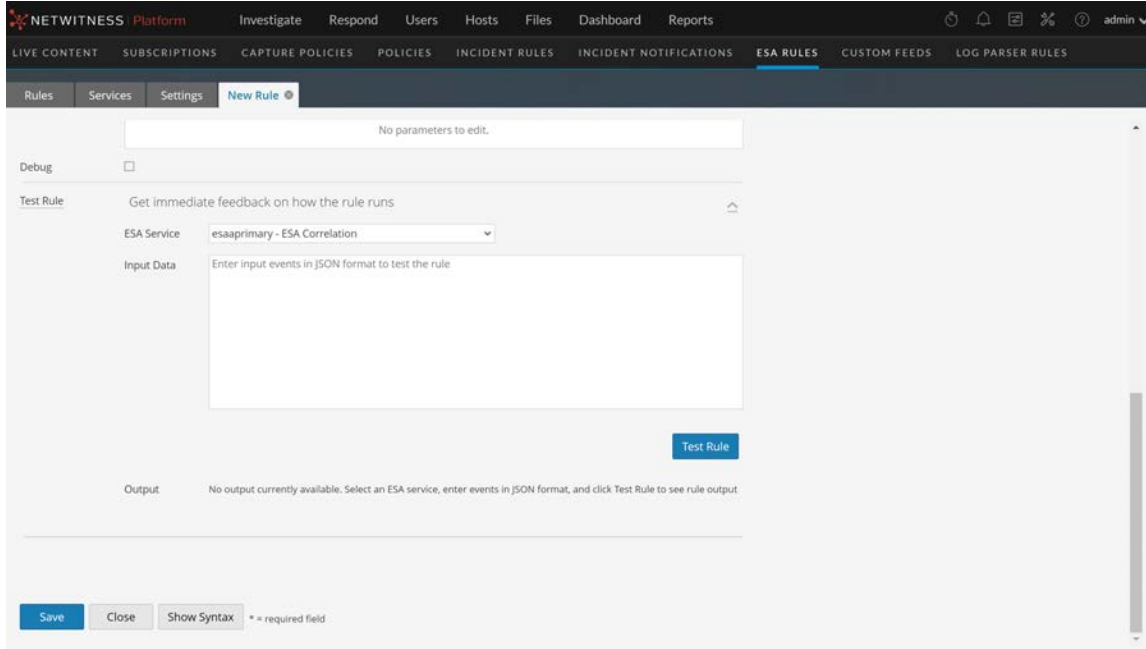 NETWITNESS Platform Investigate Respond Users Hosts Files Dashboard Reports admin
LIVE CONTENT SUBSCRIPTIONS CAPTURE POLICIES POLICIES INCIDENT RULES INCIDENT NOTIFICATIONS ESA RULES CUSTOM FEEDS LOG PARSER RULES
Rules Services Settings New Rule
No parameters to edit.
Debug
Test Rule Get immediate feedback on how the rule runs
ESA Service esaaprimary - ESA Correlation
Input Data Enter input events in JSON format to test the rule
Test Rule
Output No output currently available. Select an ESA service, enter events in JSON format, and click Test Rule to see rule output
Save Close Show Syntax * = required field